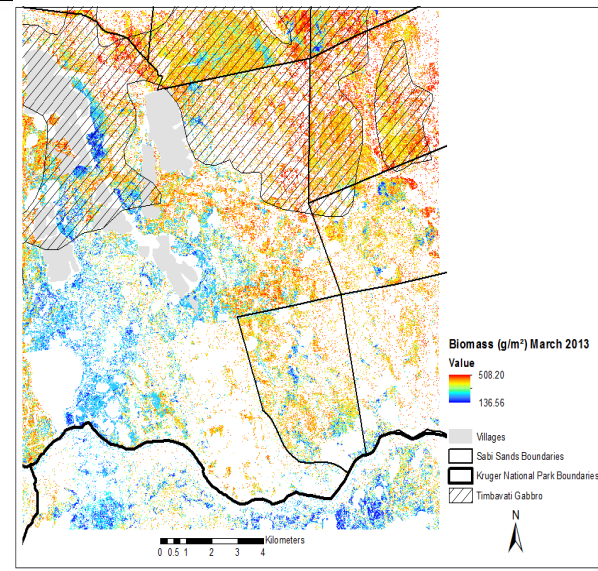 Biomass (g/m²) March 2013
Value
508.20
136.56
Villages
Sabi Sands Boundaries
Kruger National Park Boundaries
Timbavati Gabbro
N
Kilometers
0 0.5 1 2 3 4